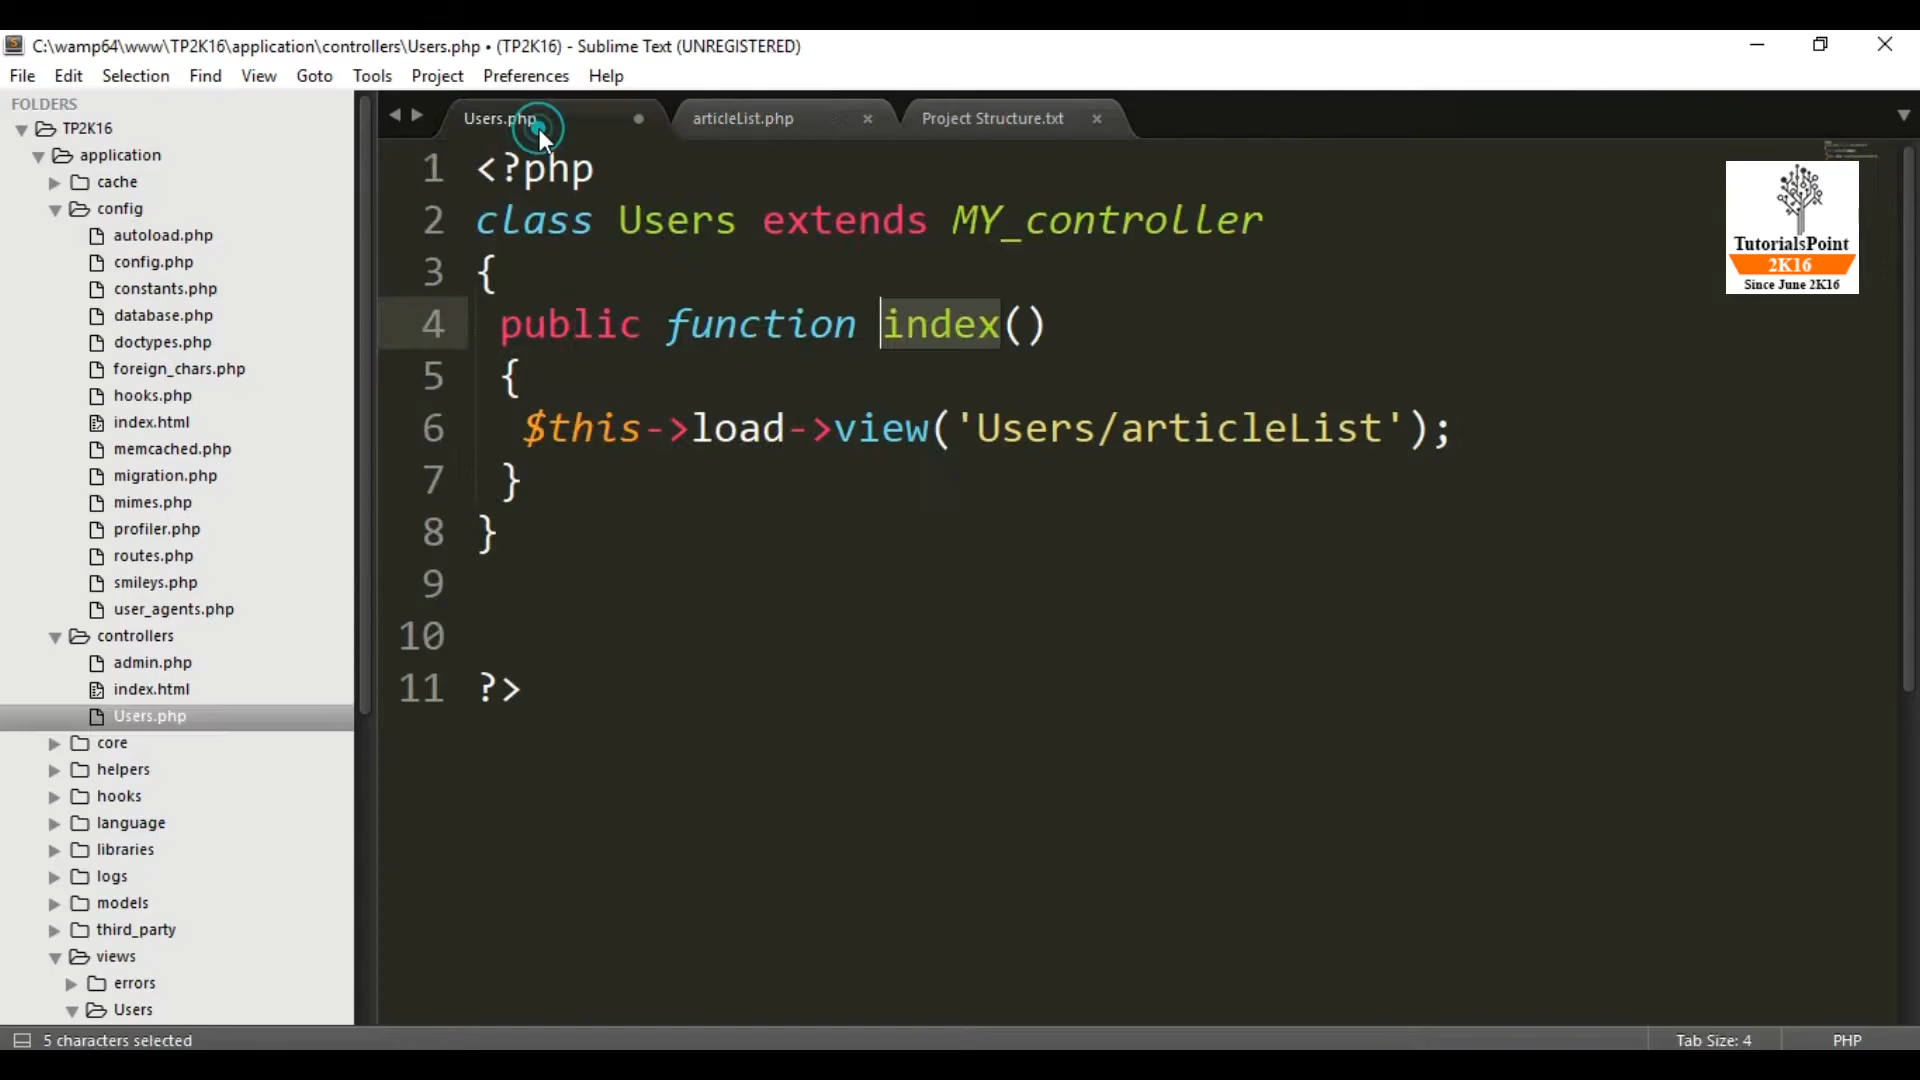 C:\wamp64\www\TP2K16\application\controllers\Users.php • (TP2K16) - Sublime Text (UNREGISTERED)
File Edit Selection Find View Goto Tools Project Preferences Help
FOLDERS
TP2K16
application
cache
config
autoload.php
config.php
constants.php
database.php
doctypes.php
foreign_chars.php
hooks.php
index.html
memcached.php
migration.php
mimes.php
profiler.php
routes.php
smileys.php
user_agents.php
controllers
admin.php
index.html
Users.php
core
helpers
hooks
language
libraries
logs
models
third_party
views
errors
Users
Users.php articleList.php Project Structure.txt
1 <?php
2 class Users extends MY_controller
3 {
4 public function index()
5 {
6 $this->load->view('Users/articleList');
7 }
8 }
9
10
11 ?>
TutorialsPoint
2K16
Since June 2K16
5 characters selected
Tab Size: 4
PHP